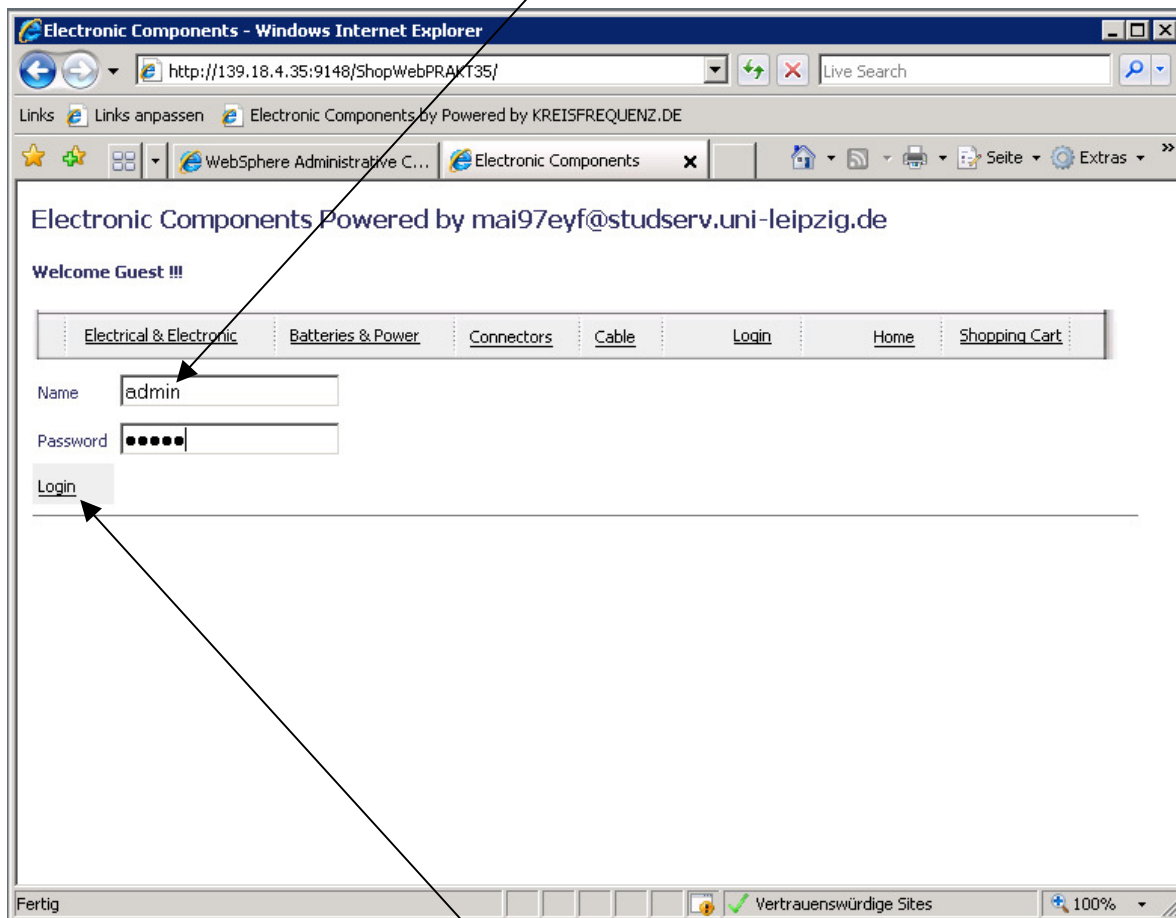 Electronic Components - Windows Internet Explorer
http://139.18.4.35:9148/ShopWebPRAKT35/
Live Search
Links Links anpassen Electronic Components by Powered by KREISFREQUENZ.DE
WebSphere Administrative C... Electronic Components Seite Extras
Electronic Components Powered by mai97eyf@studserv.uni-leipzig.de
Welcome Guest !!!
Electrical & Electronic Batteries & Power Connectors Cable Login Home Shopping Cart
Name admin
Password •••••
Login
Fertig Vertrauenswürdige Sites 100%